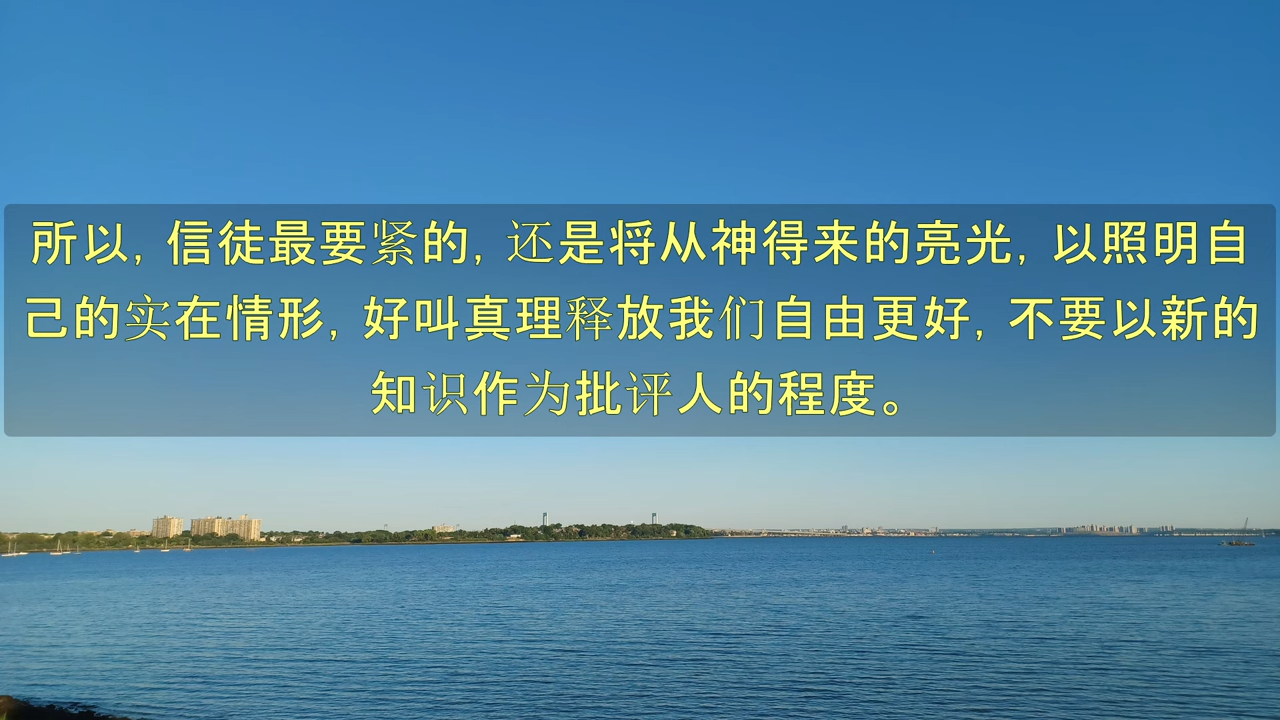 所以, 信徒最要紧的, 还是将从神得来的亮光, 以照明自
己的实在情形, 好叫真理释放我们自由更好, 不要以新的
知识作为批评人的程度。